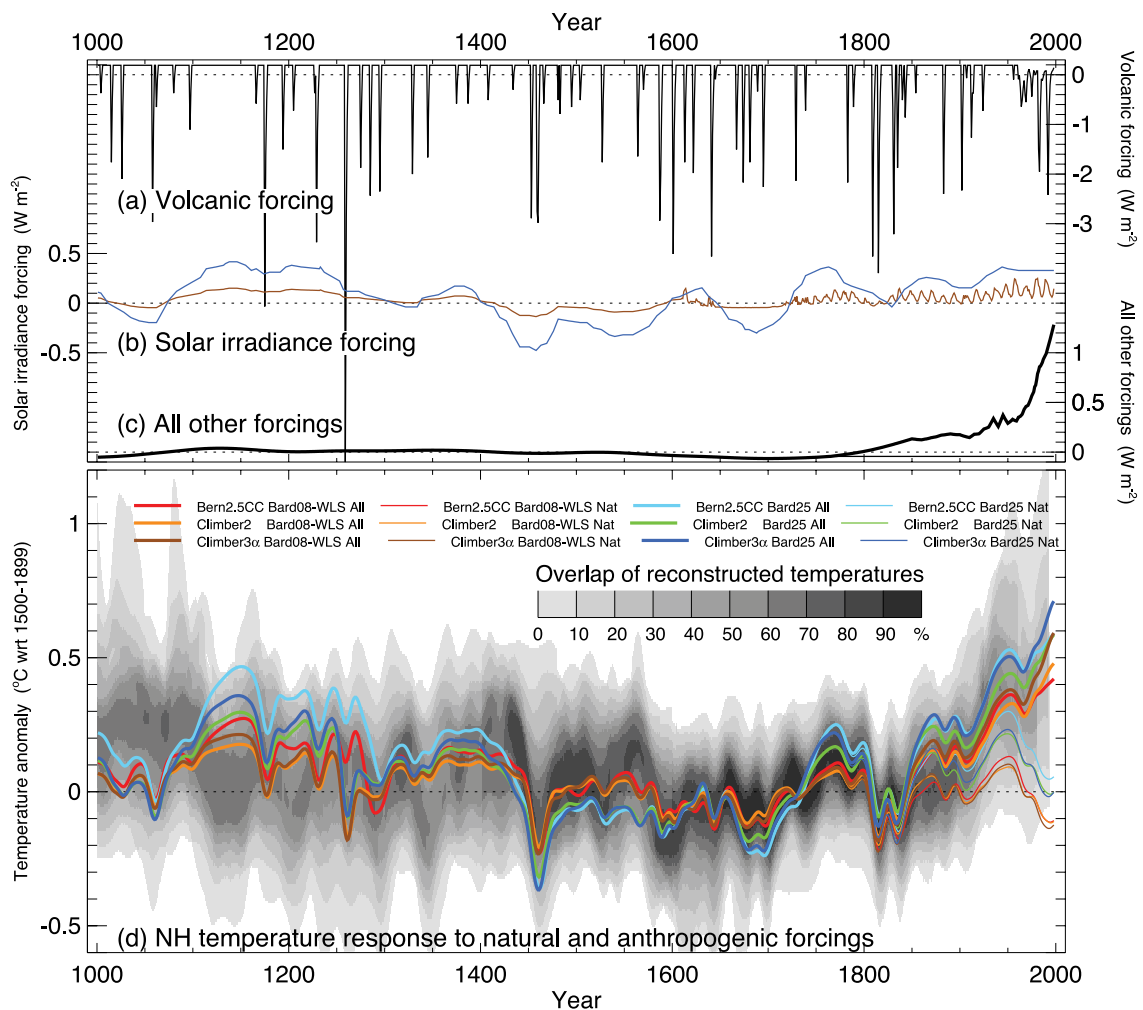 Year
1000 1200 1400 1600 1800 2000
0
-1
-2
-3
Volcanic forcing (W m-2)
(a) Volcanic forcing
Solar irradiance forcing (W m-2)
0.5
0
-0.5
(b) Solar irradiance forcing
All other forcings (W m-2)
1
0.5
0
(c) All other forcings
Bern2.5CC Bard08-WLS All Bern2.5CC Bard08-WLS Nat Bern2.5CC Bard25 All Bern2.5CC Bard25 Nat
Climber2 Bard08-WLS All Climber2 Bard08-WLS Nat Climber2 Bard25 All Climber2 Bard25 Nat
Climber3α Bard08-WLS All Climber3α Bard08-WLS Nat Climber3α Bard25 All Climber3α Bard25 Nat
Overlap of reconstructed temperatures
0 10 20 30 40 50 60 70 80 90 %
Temperature anomaly (°C wrt 1500-1899)
1
0.5
0
-0.5
(d) NH temperature response to natural and anthropogenic forcings
1000 1200 1400 1600 1800 2000
Year